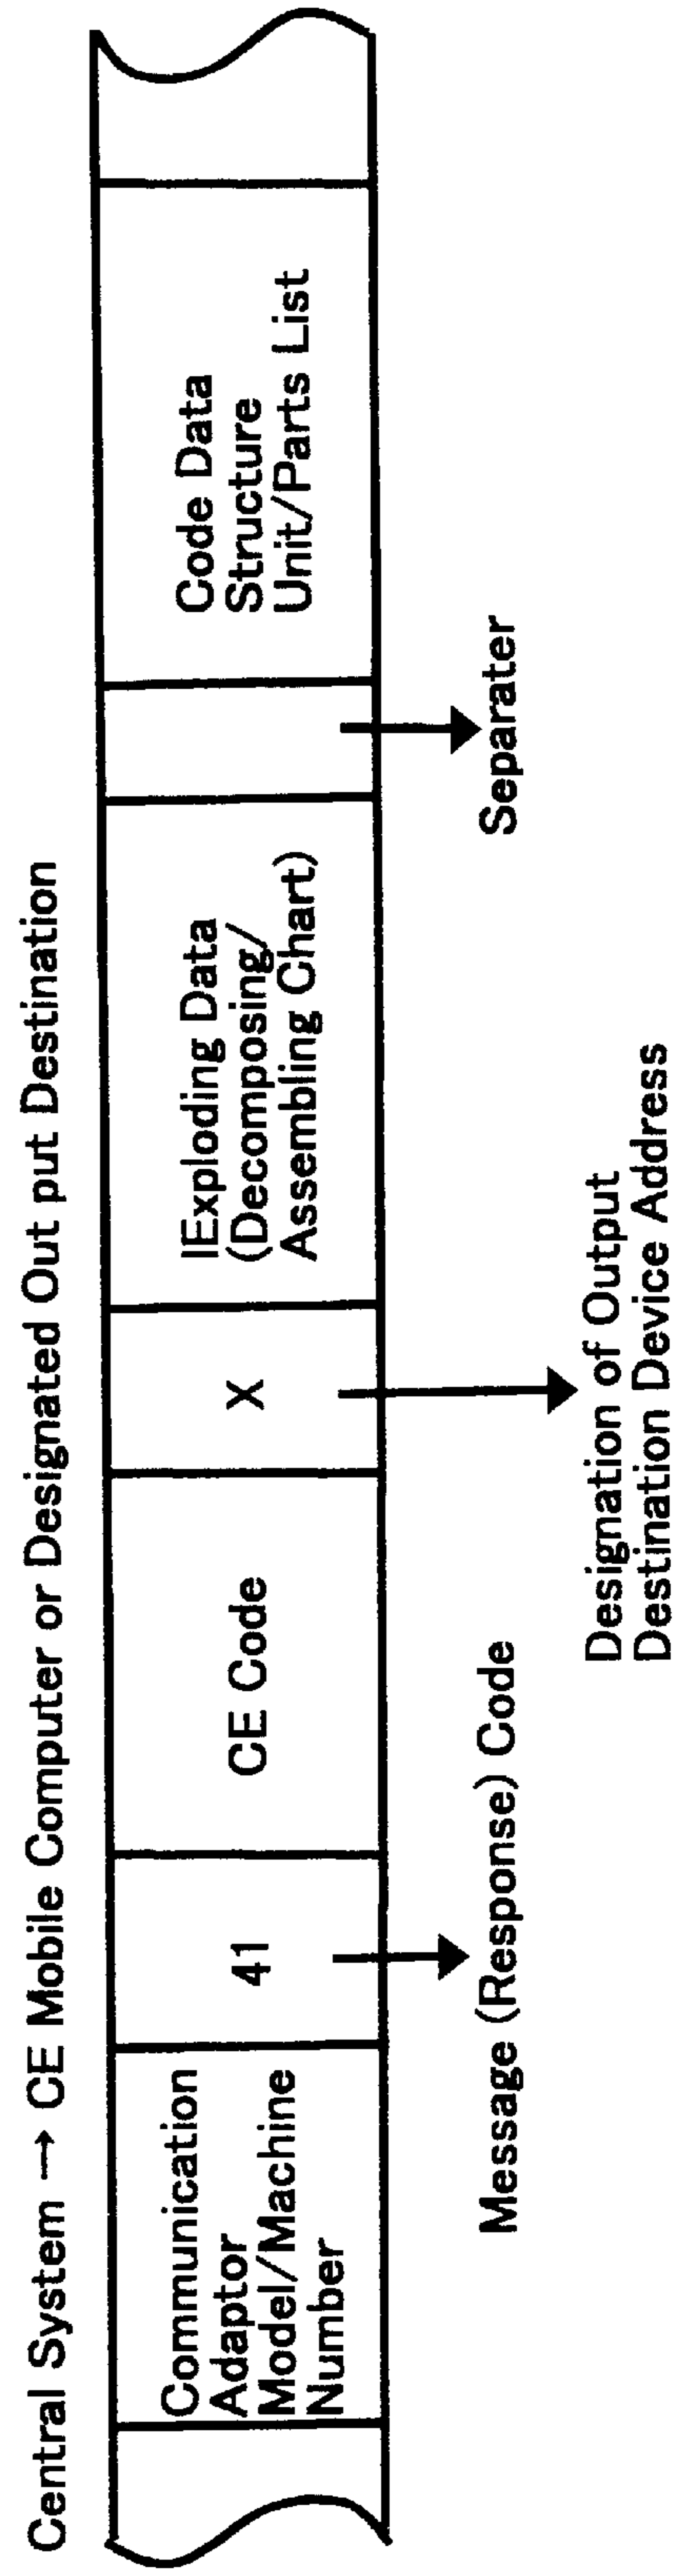 Central System → CE Mobile Computer or Designated Out put Destination
Communication
Adaptor
Model/Machine
Number
41
CE Code
X
IExploding Data
(Decomposing/
Assembling Chart)
Code Data
Structure
Unit/Parts List
Message (Response) Code
Designation of Output
Destination Device Address
Separater